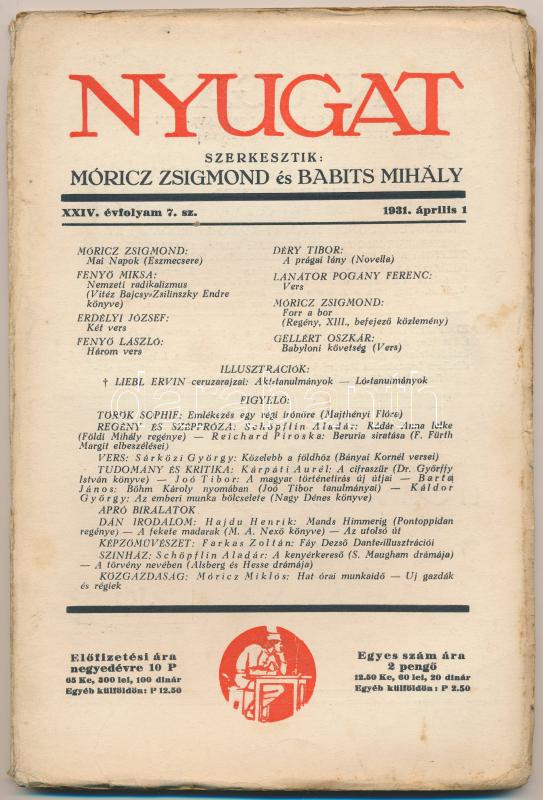 NYUGAT
SZERKESZTIK:
MÓRICZ ZSIGMOND és BABITS MIHÁLY
XXIV. évfolyam 7. sz.
1931. április 1
MÓRICZ ZSIGMOND:
Mai Napok (Eszmecsere)
FENYŐ MIKSA:
Nemzeti radikalizmus
(Vitéz Bajcsy-Zsilinszky Endre
könyve)
ERDÉLYI JÓZSEF:
Két vers
FENYŐ LÁSZLÓ:
Három vers
DÉRY TIBOR:
A prágai lány (Novella)
LANÁTOR POGÁNY FERENC:
Vers
MÓRICZ ZSIGMOND:
Forr a bor
(Regény, XIII., befejező közlemény)
GELLÉRT OSZKÁR:
Babyloni követség (Vers)
ILLUSZTRÁCIÓK:
† LIEBL ERVIN ceruzarajzai: Akt-tanulmányok — Ló-tanulmányok
FIGYELŐ:
TÖRÖK SOPHIE: Emlékezés egy régi írónőre (Majthényi Flóra)
REGÉNY ÉS SZÉPPRÓZA: Schöpflin Aladár: Kádár Anna lelke
(Földi Mihály regénye) — Reichard Piroska: Beruria siratása (F. Fürth
Margit elbeszélései)
VERS: Sárközi György: Közelebb a földhöz (Bányai Kornél versei)
TUDOMÁNY ÉS KRITIKA: Kárpáti Aurél: A cifraszűr (Dr. Györffy
István könyve) — Joó Tibor: A magyar történetírás új útjai — Barta
János: Böhm Károly nyomában (Joó Tibor tanulmányai) — Káldor
György: Az emberi munka bölcselete (Nagy Dénes könyve)
APRÓ BIRÁLATOK
DÁN IRODALOM: Hajdu Henrik: Mands Himmerig (Pontoppidan
regénye) — A fekete madarak (M. A. Nexö könyve) — Az utolsó út
KÉPZŐMŰVÉSZET: Farkas Zoltán: Fáy Dezső Dante-illusztrációi
SZINHÁZ: Schöpflin Aladár: A kenyérkereső (S. Maugham drámája)
— A törvény nevében (Alsberg és Hesse drámája)
KÖZGAZDASÁG: Móricz Miklós: Hat órai munkaidő — Uj gazdák
és régiek
Előfizetési ára
negyedévre 10 P
65 Kc, 300 lei, 100 dinár
Egyéb külföldön: P 12.50
Egyes szám ára
2 pengő
12.50 Kc, 60 lei, 20 dinár
Egyéb külföldön: P 2.50